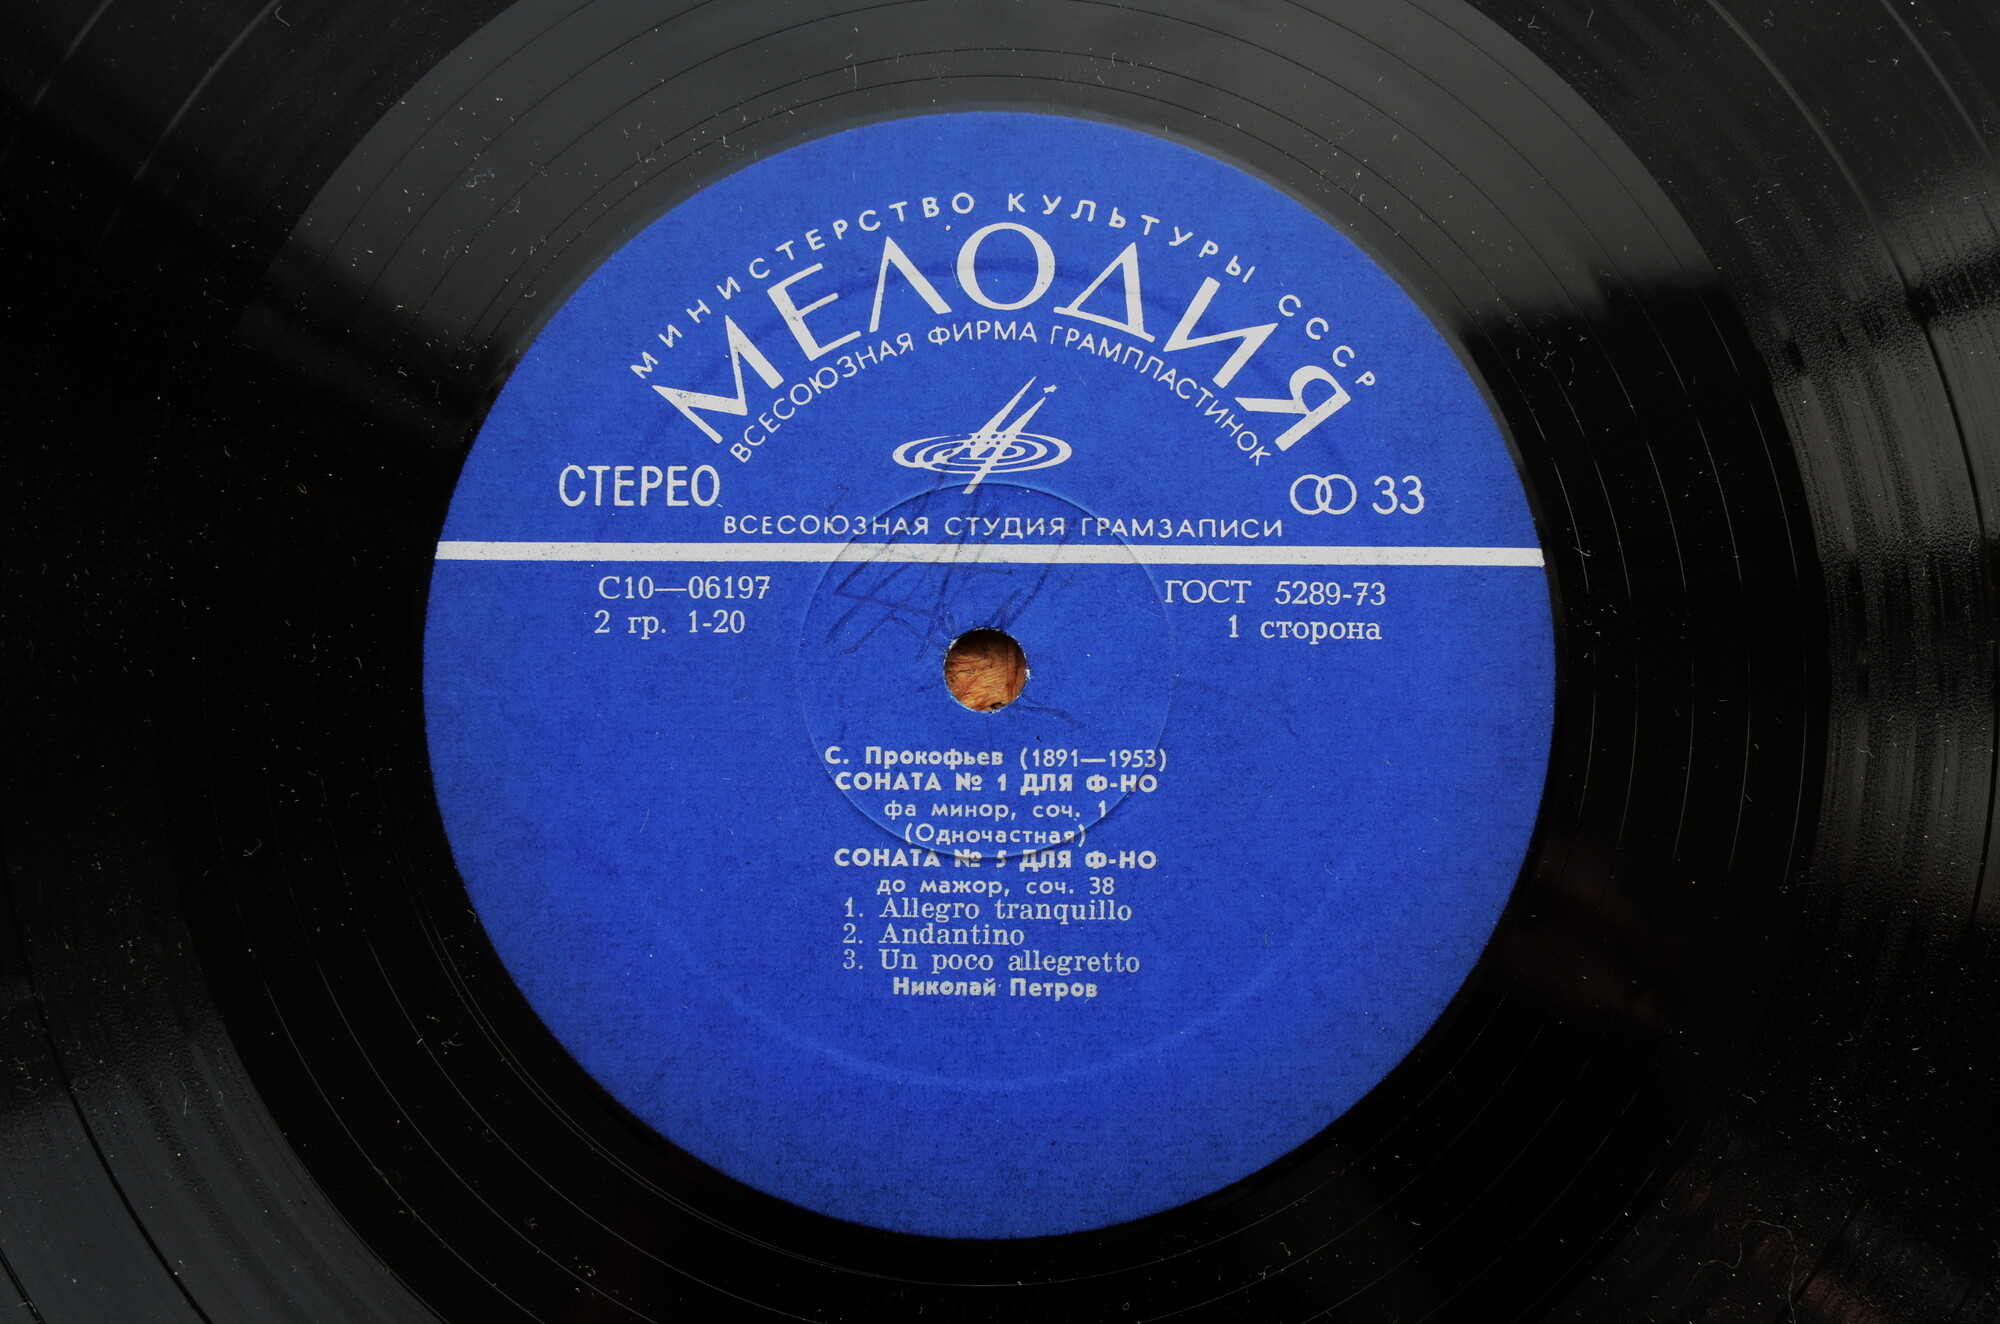 МИНИСТЕРСТВО КУЛЬТУРЫ СССР
МЕЛОДИЯ
ВСЕСОЮЗНАЯ ФИРМА ГРАМПЛАСТИНОК
СТЕРЕО
33
ВСЕСОЮЗНАЯ СТУДИЯ ГРАМЗАПИСИ
С10—06197
2 гр. 1-20
ГОСТ 5289-73
1 сторона
С. Прокофьев (1891—1953)
СОНАТА № 1 ДЛЯ Ф-НО
фа минор, соч. 1
(Одночастная)
СОНАТА № 5 ДЛЯ Ф-НО
до мажор, соч. 38
1. Allegro tranquillo
2. Andantino
3. Un poco allegretto
Николай Петров